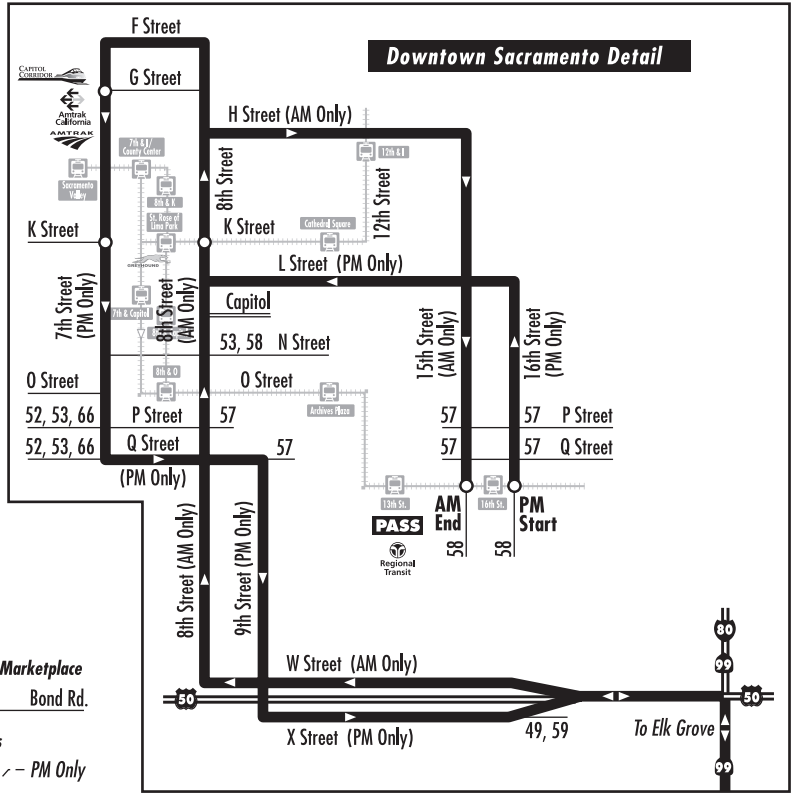 F Street
Downtown Sacramento Detail
CAPITOL
CORRIDOR
G Street
Amtrak
California
AMTRAK
H Street (AM Only)
7th & I/
County Center
12th & I
Sacramento
Valley
8th & K
8th Street
12th Street
St. Rose of
Lima Park
Cathedral Square
K Street
K Street
GREYHOUND
L Street (PM Only)
7th Street
(PM Only)
7th & Capitol
8th Street
(AM Only)
Capitol
15th Street
(AM Only)
16th Street
(PM Only)
53, 58 N Street
8th & O
O Street
O Street
Archives Plaza
52, 53, 66 P Street 57
57 57 P Street
52, 53, 66 Q Street 57
57 57 Q Street
(PM Only)
13th St.
AM
End
16th St.
PM
Start
PASS
58
58
Regional
Transit
8th Street (AM Only)
9th Street (PM Only)
80
99
Marketplace
W Street (AM Only)
Bond Rd.
50
50
X Street (PM Only)
49, 59
To Elk Grove
s
PM Only
99